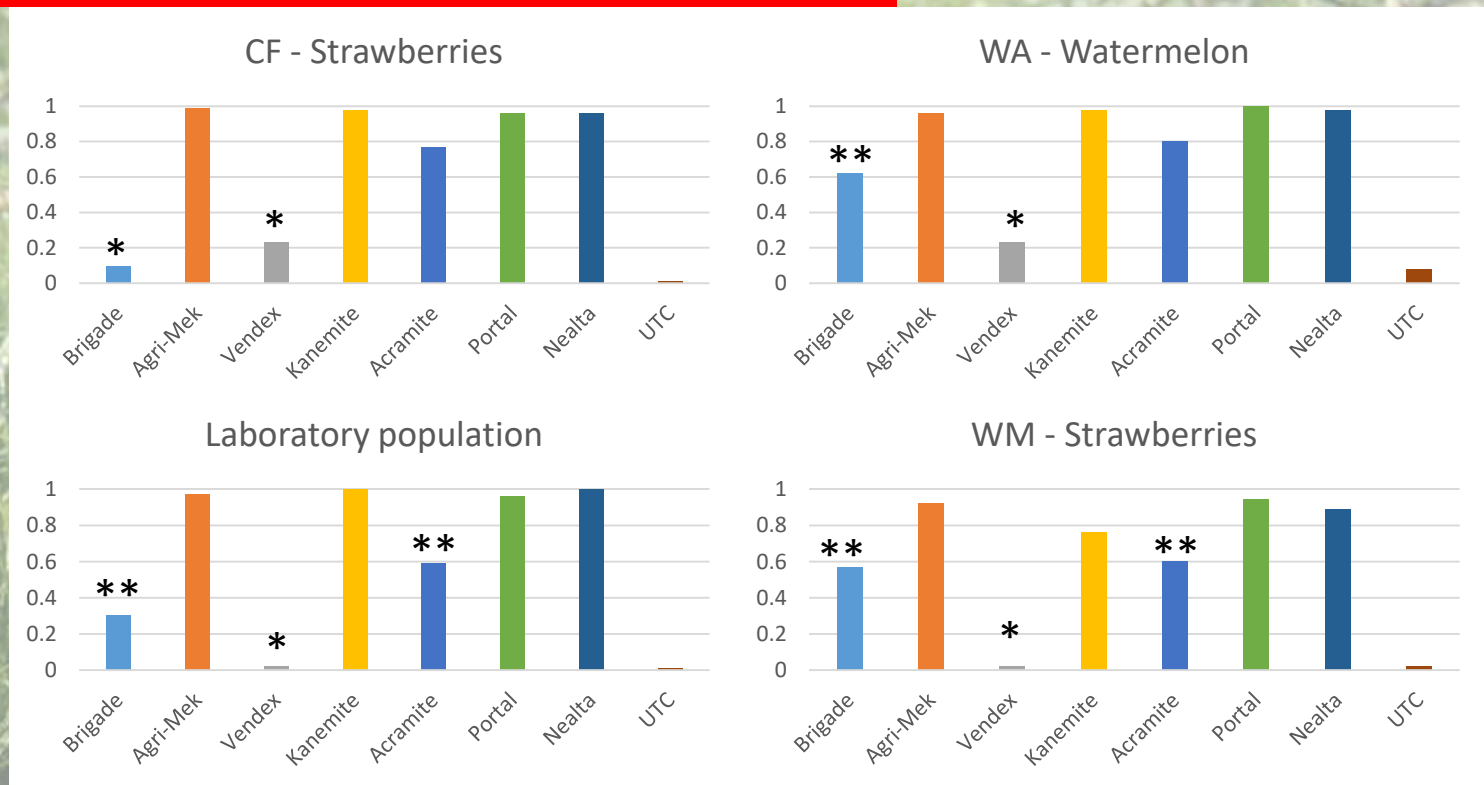 CF - Strawberries
1
0.8
0.6
0.4
0.2
0
*
*
Brigade
Agri-Mek
Vendex
Kanemite
Acramite
Portal
Nealta
UTC
WA - Watermelon
1
0.8
0.6
0.4
0.2
0
**
*
Brigade
Agri-Mek
Vendex
Kanemite
Acramite
Portal
Nealta
UTC
Laboratory population
1
0.8
0.6
0.4
0.2
0
**
*
**
Brigade
Agri-Mek
Vendex
Kanemite
Acramite
Portal
Nealta
UTC
WM - Strawberries
1
0.8
0.6
0.4
0.2
0
**
*
**
Brigade
Agri-Mek
Vendex
Kanemite
Acramite
Portal
Nealta
UTC